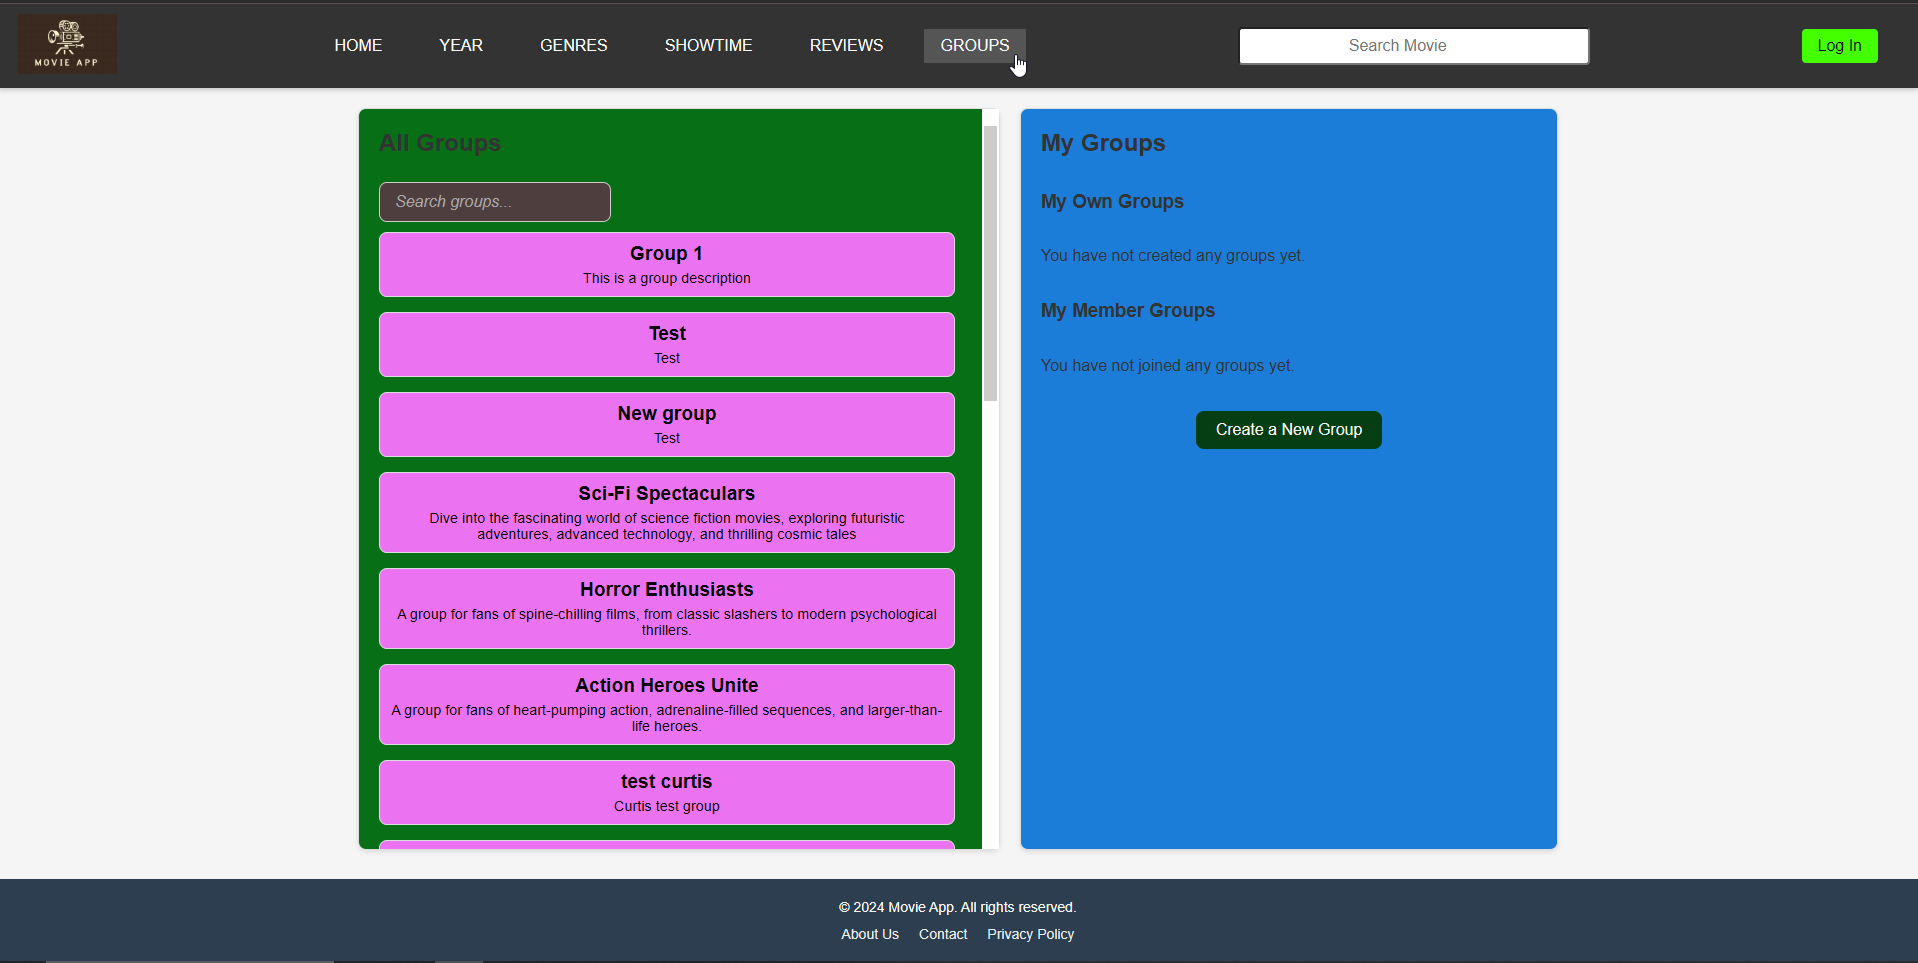 MOVIE APP
HOME
YEAR
GENRES
SHOWTIME
REVIEWS
GROUPS
Search Movie
Log In
All Groups
Search groups...
Group 1
This is a group description
Test
Test
New group
Test
Sci-Fi Spectaculars
Dive into the fascinating world of science fiction movies, exploring futuristic
adventures, advanced technology, and thrilling cosmic tales
Horror Enthusiasts
A group for fans of spine-chilling films, from classic slashers to modern psychological
thrillers.
Action Heroes Unite
A group for fans of heart-pumping action, adrenaline-filled sequences, and larger-than-
life heroes.
test curtis
Curtis test group
My Groups
My Own Groups
You have not created any groups yet.
My Member Groups
You have not joined any groups yet.
Create a New Group
© 2024 Movie App. All rights reserved.
About Us
Contact
Privacy Policy